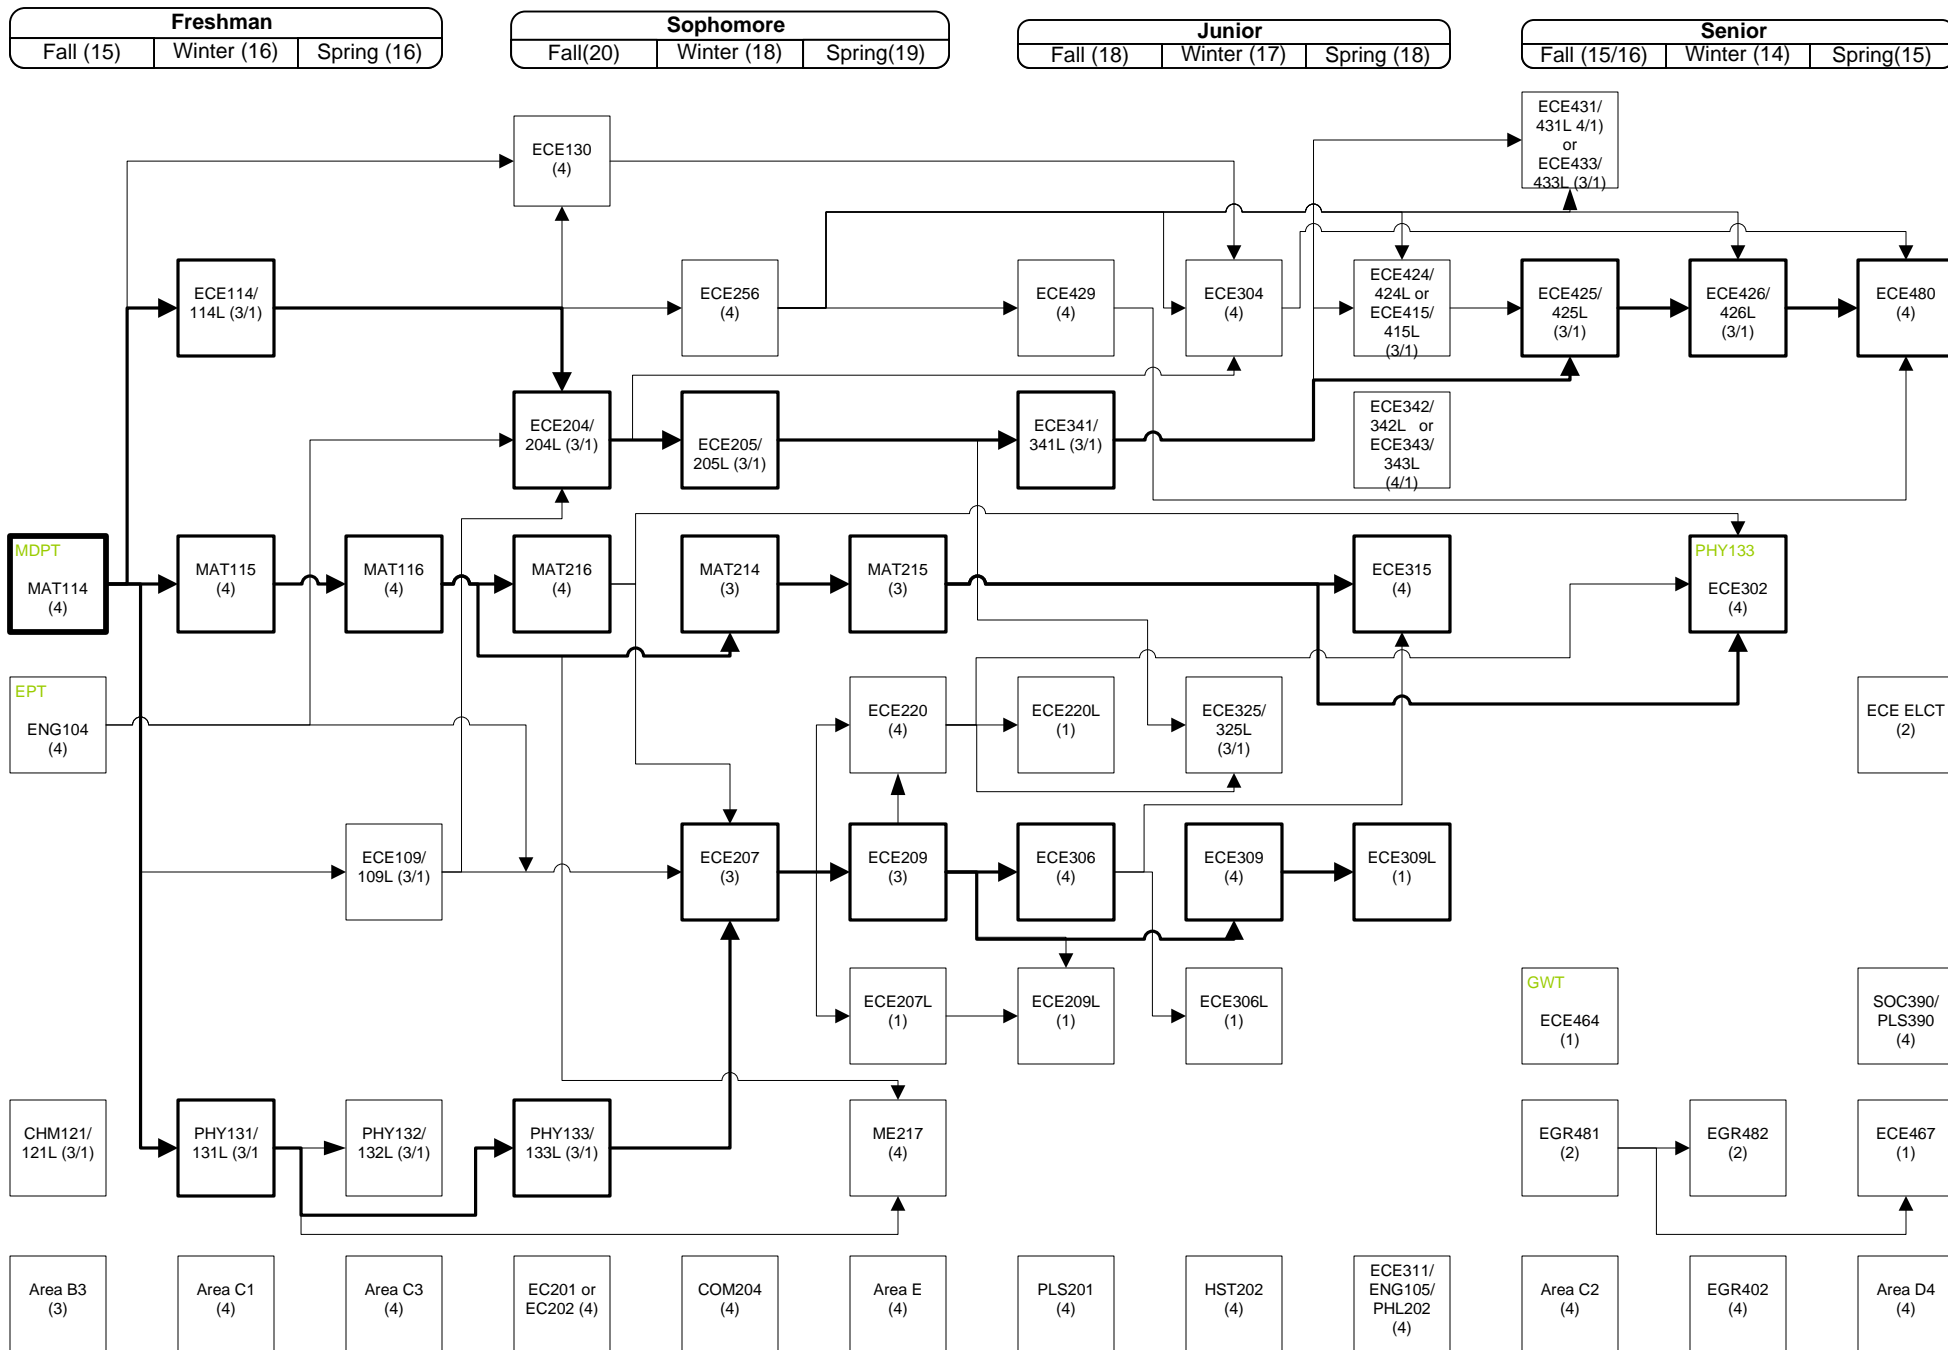 Freshman
Fall (15)
Winter (16)
Spring (16)
Sophomore
Fall(20)
Winter (18)
Spring(19)
Junior
Fall (18)
Winter (17)
Spring (18)
Senior
Fall (15/16)
Winter (14)
Spring(15)
ECE130
(4)
ECE431/
431L 4/1)
or
ECE433/
433L (3/1)
ECE114/
114L (3/1)
ECE256
(4)
ECE429
(4)
ECE304
(4)
ECE424/
424L or
ECE415/
415L
(3/1)
ECE425/
425L
(3/1)
ECE426/
426L
(3/1)
ECE480
(4)
ECE204/
204L (3/1)
ECE205/
205L (3/1)
ECE341/
341L (3/1)
ECE342/
342L or
ECE343/
343L
(4/1)
MDPT
MAT114
(4)
MAT115
(4)
MAT116
(4)
MAT216
(4)
MAT214
(3)
MAT215
(3)
ECE315
(4)
PHY133
ECE302
(4)
EPT
ENG104
(4)
ECE220
(4)
ECE220L
(1)
ECE325/
325L
(3/1)
ECE ELCT
(2)
ECE109/
109L (3/1)
ECE207
(3)
ECE209
(3)
ECE306
(4)
ECE309
(4)
ECE309L
(1)
ECE207L
(1)
ECE209L
(1)
ECE306L
(1)
GWT
ECE464
(1)
SOC390/
PLS390
(4)
CHM121/
121L (3/1)
PHY131/
131L (3/1
PHY132/
132L (3/1)
PHY133/
133L (3/1)
ME217
(4)
EGR481
(2)
EGR482
(2)
ECE467
(1)
Area B3
(3)
Area C1
(4)
Area C3
(4)
EC201 or
EC202 (4)
COM204
(4)
Area E
(4)
PLS201
(4)
HST202
(4)
ECE311/
ENG105/
PHL202
(4)
Area C2
(4)
EGR402
(4)
Area D4
(4)